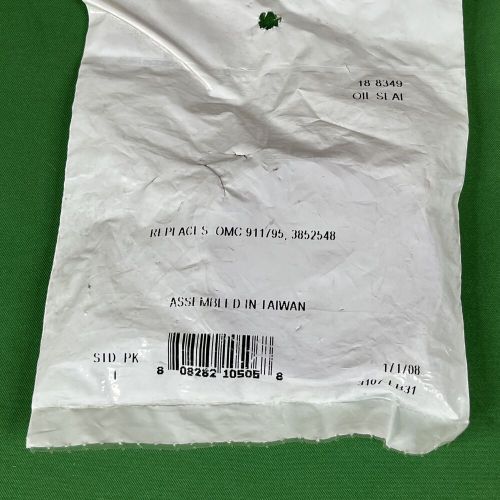 18 8349
OIL SEAL
REPLACES OMC 911795, 3852548
ASSEMBLED IN TAIWAN
STD PK
1
8 08282 10505 8
1/1/08